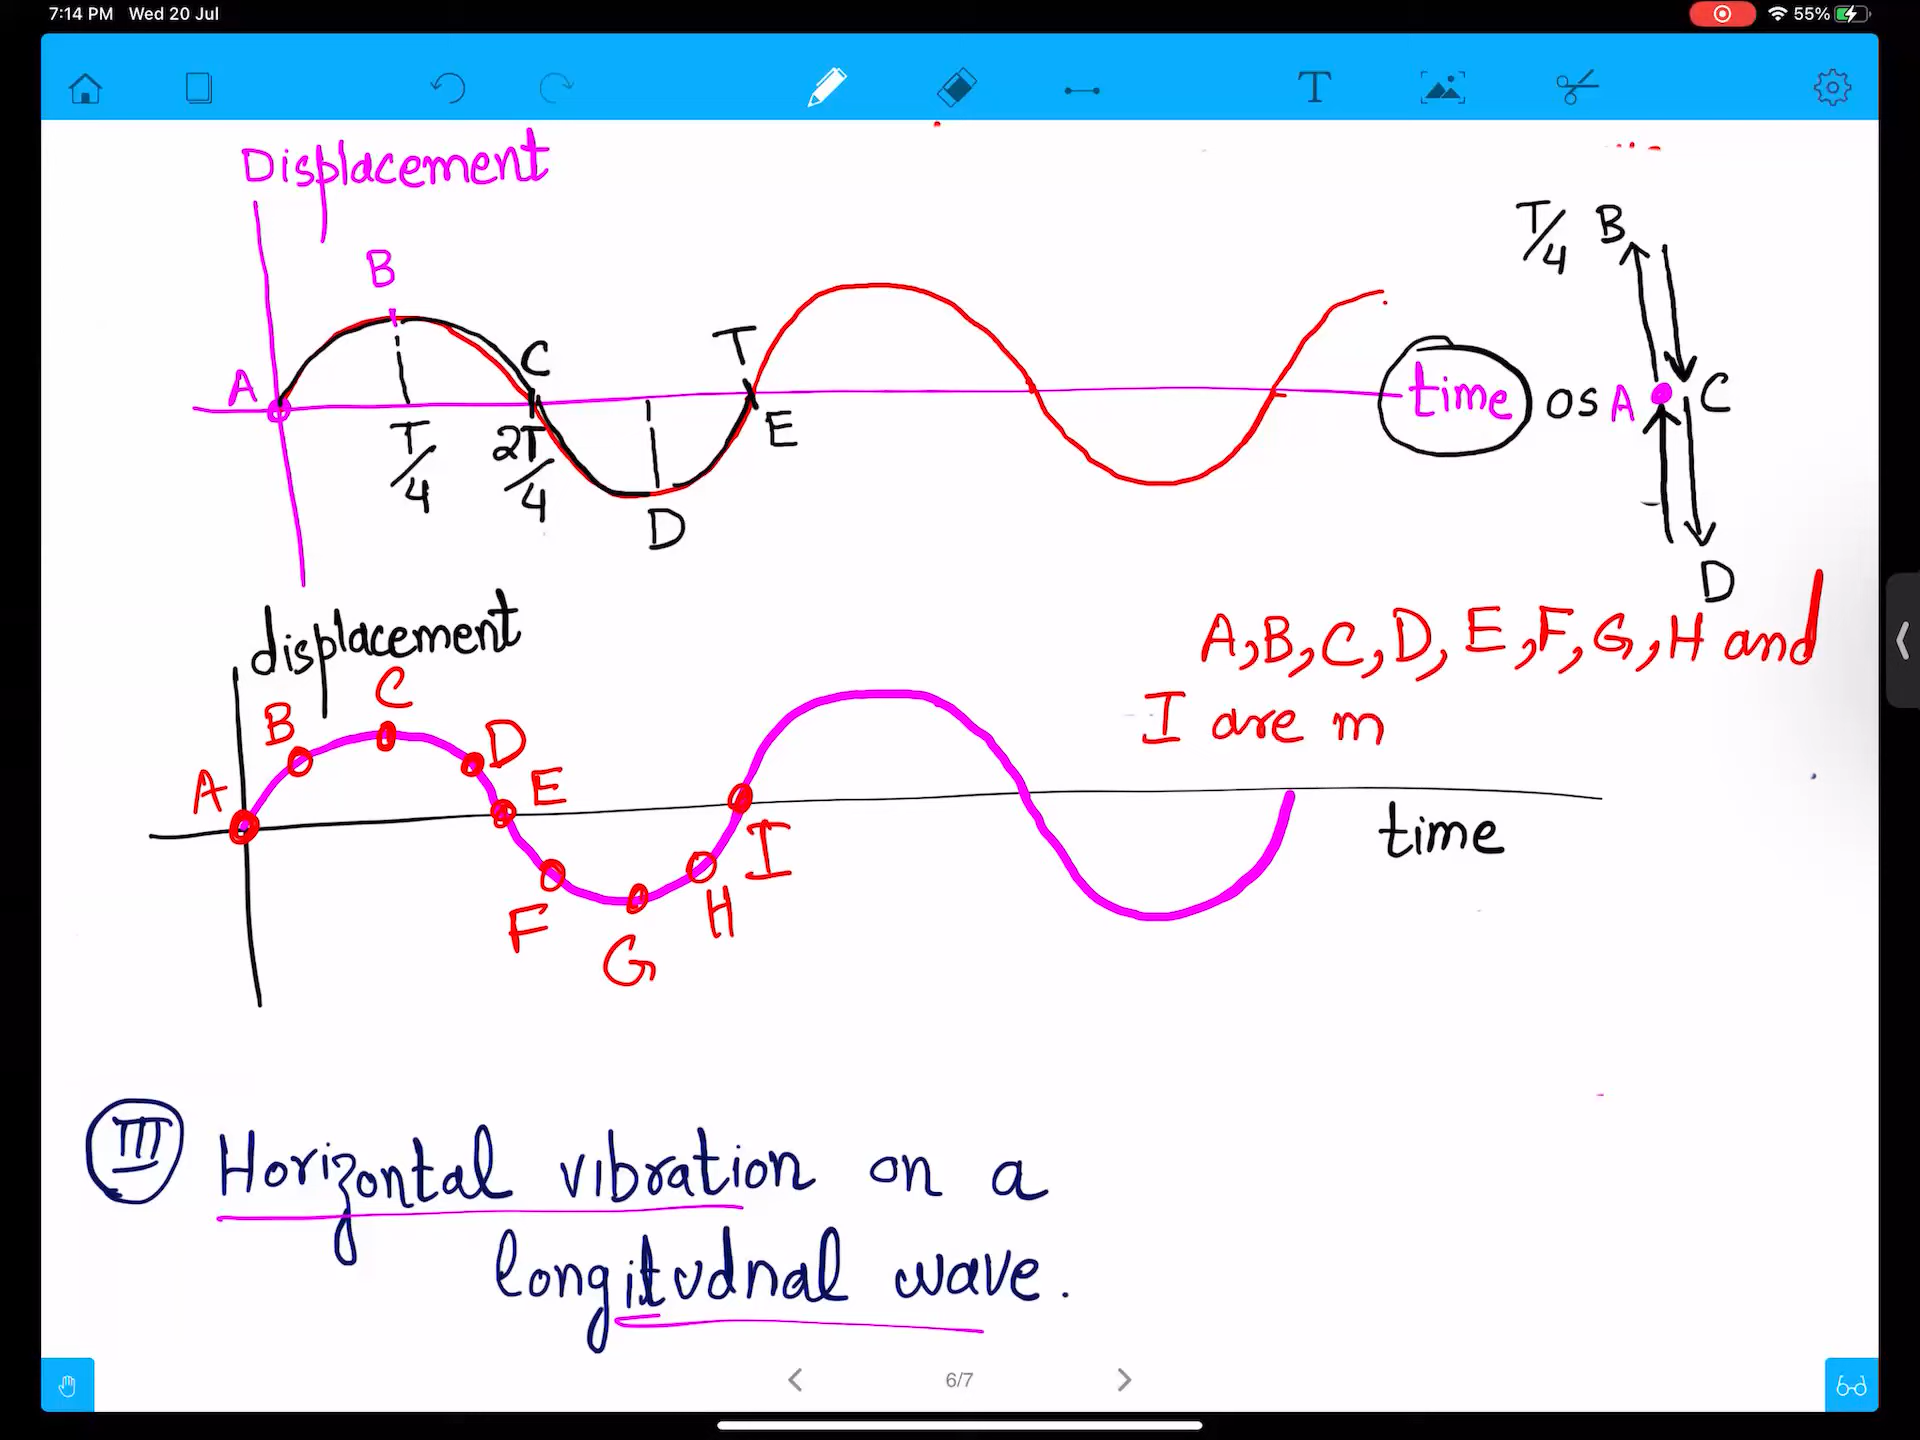 7:14 PM Wed 20 Jul
55%
T
Displacement
B
A
C
T
T/4
2T/4
D
E
time
T/4 B
os A C
D
displacement
A B C D E
F G H I
time
A, B, C, D, E, F, G, H and
I are m
III Horizontal vibration on a
longitudnal wave.
6/7